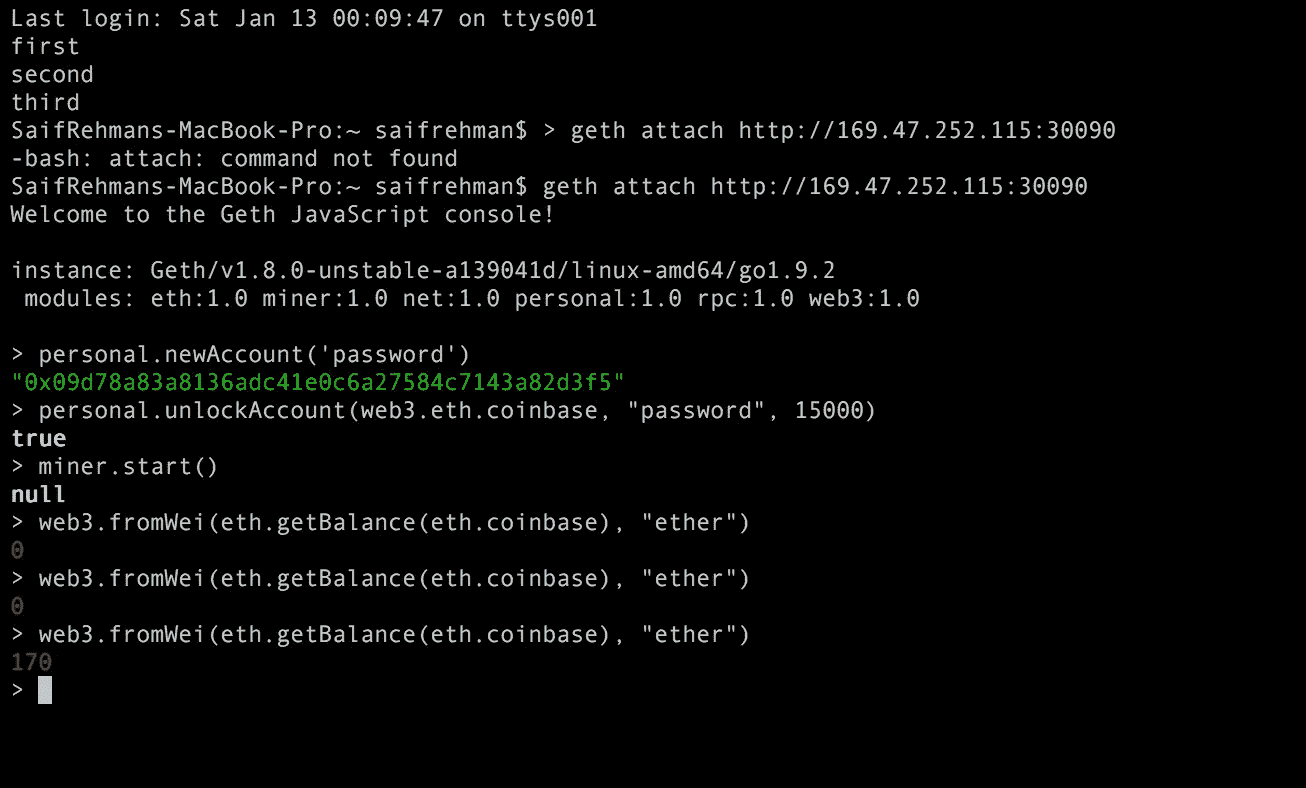 Last login: Sat Jan 13 00:09:47 on ttys001
first
second
third
SaifRehmans-MacBook-Pro:~ saifrehman$ > geth attach http://169.47.252.115:30090
-bash: attach: command not found
SaifRehmans-MacBook-Pro:~ saifrehman$ geth attach http://169.47.252.115:30090
Welcome to the Geth JavaScript console!
instance: Geth/v1.8.0-unstable-a139041d/linux-amd64/go1.9.2
 modules: eth:1.0 miner:1.0 net:1.0 personal:1.0 rpc:1.0 web3:1.0
> personal.newAccount('password')
"0x09d78a83a8136adc41e0c6a27584c7143a82d3f5"
> personal.unlockAccount(web3.eth.coinbase, "password", 15000)
true
> miner.start()
null
> web3.fromWei(eth.getBalance(eth.coinbase), "ether")
0
> web3.fromWei(eth.getBalance(eth.coinbase), "ether")
0
> web3.fromWei(eth.getBalance(eth.coinbase), "ether")
170
>